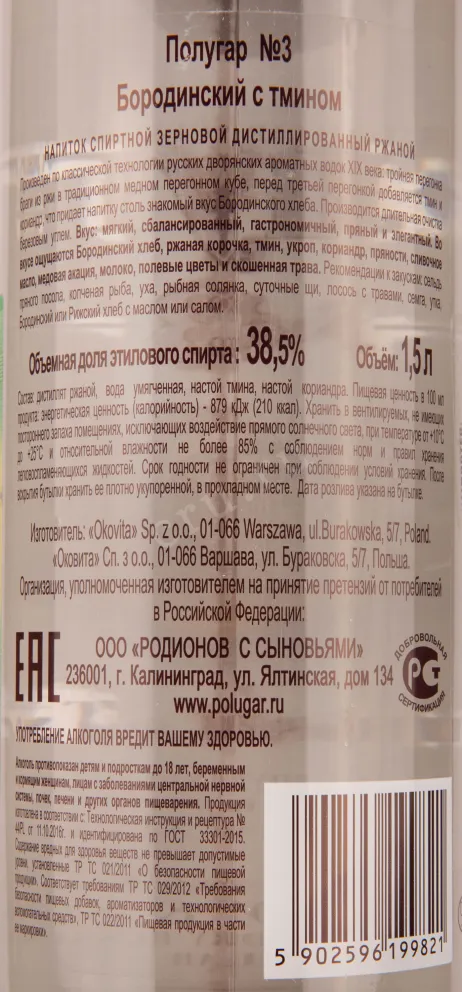 Полугар №3
Бородинский с тмином
НАПИТОК СПИРТНОЙ ЗЕРНОВОЙ ДИСТИЛЛИРОВАННЫЙ РЖАНОЙ
Произведен по классической технологии русских дворянских ароматных водок XIX века: тройная перегонка
браги из ржи в традиционном медном перегонном кубе, перед третьей перегонкой добавляется тмин и
кориандр, что придает напитку столь знакомый вкус Бородинского хлеба. Производится длительная очистка
березовым углем. Вкус: мягкий, сбалансированный, гастрономичный, пряный и элегантный. Во
вкусе ощущаются Бородинский хлеб, ржаная корочка, тмин, укроп, кориандр, пряности, сливочное
масло, медовая акация, молоко, полевые цветы и скошенная трава. Рекомендации к закускам: сельдь
пряного посола, копченая рыба, уха, рыбная солянка, суточные щи, лосось с травами, семга, утка,
Бородинский или Рижский хлеб с маслом или салом.
Объемная доля этилового спирта : 38,5% Объём: 1,5 л
Состав: дистиллят ржаной, вода умягченная, настой тмина, настой кориандра. Пищевая ценность в 100 мл
продукта: энергетическая ценность (калорийность) - 879 кДж (210 ккал). Хранить в вентилируемых, не имеющих
постороннего запаха помещениях, исключающих воздействие прямого солнечного света, при температуре от +10°С
до +25°С и относительной влажности не более 85% с соблюдением норм и правил хранения
легковоспламеняющихся жидкостей. Срок годности не ограничен при соблюдении условий хранения. После
вскрытия бутылки хранить ее плотно укупоренной, в прохладном месте. Дата розлива указана на бутылке.
Изготовитель: «Okovita» Sp. z o.o., 01-066 Warszawa, ul.Burakowska, 5/7, Poland.
«Оковита» Сп. з о.о., 01-066 Варшава, ул. Бураковска, 5/7, Польша.
Организация, уполномоченная изготовителем на принятие претензий от потребителей
в Российской Федерации:
ООО «РОДИОНОВ С СЫНОВЬЯМИ»
236001, г. Калининград, ул. Ялтинская, дом 134
www.polugar.ru
EAC
ДОБРОВОЛЬНАЯ
РСТ
СЕРТИФИКАЦИЯ
УПОТРЕБЛЕНИЕ АЛКОГОЛЯ ВРЕДИТ ВАШЕМУ ЗДОРОВЬЮ.
Алкоголь противопоказан детям и подросткам до 18 лет, беременным
и кормящим женщинам, лицам с заболеваниями центральной нервной
системы, почек, печени и других органов пищеварения. Продукция
изготовлена в соответствии с: Технологическая инструкция и рецептура №
44/PL от 11.10.2016г. и идентифицирована по ГОСТ 33301-2015.
Содержание вредных для здоровья веществ не превышает допустимые
уровни, установленные ТР ТС 021/2011 «О безопасности пищевой
продукции». Соответствует требованиям ТР ТС 029/2012 «Требования
безопасности пищевых добавок, ароматизаторов и технологических
вспомогательных средств», ТР ТС 022/2011 «Пищевая продукция в части
ее маркировки».
5 902596 199821